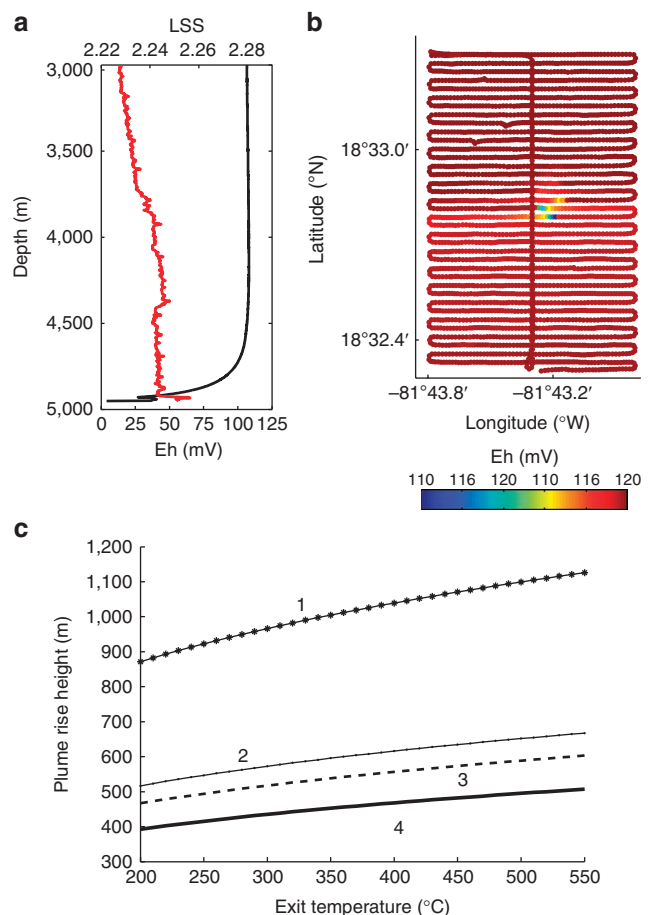 a
LSS
2.22 2.24 2.26 2.28
3,000
3,500
4,000
4,500
5,000
Depth (m)
0 25 50 75 100 125
Eh (mV)
b
18°33.0′
18°32.4′
Latitude (°N)
−81°43.8′ −81°43.2′
Longitude (°W)
Eh (mV)
110 116 120 110 116 120
c
1,100
1,000
900
800
700
600
500
400
300
1,100
Plume rise height (m)
1
2
3
4
200 250 300 350 400 450 500 550
Exit temperature (°C)